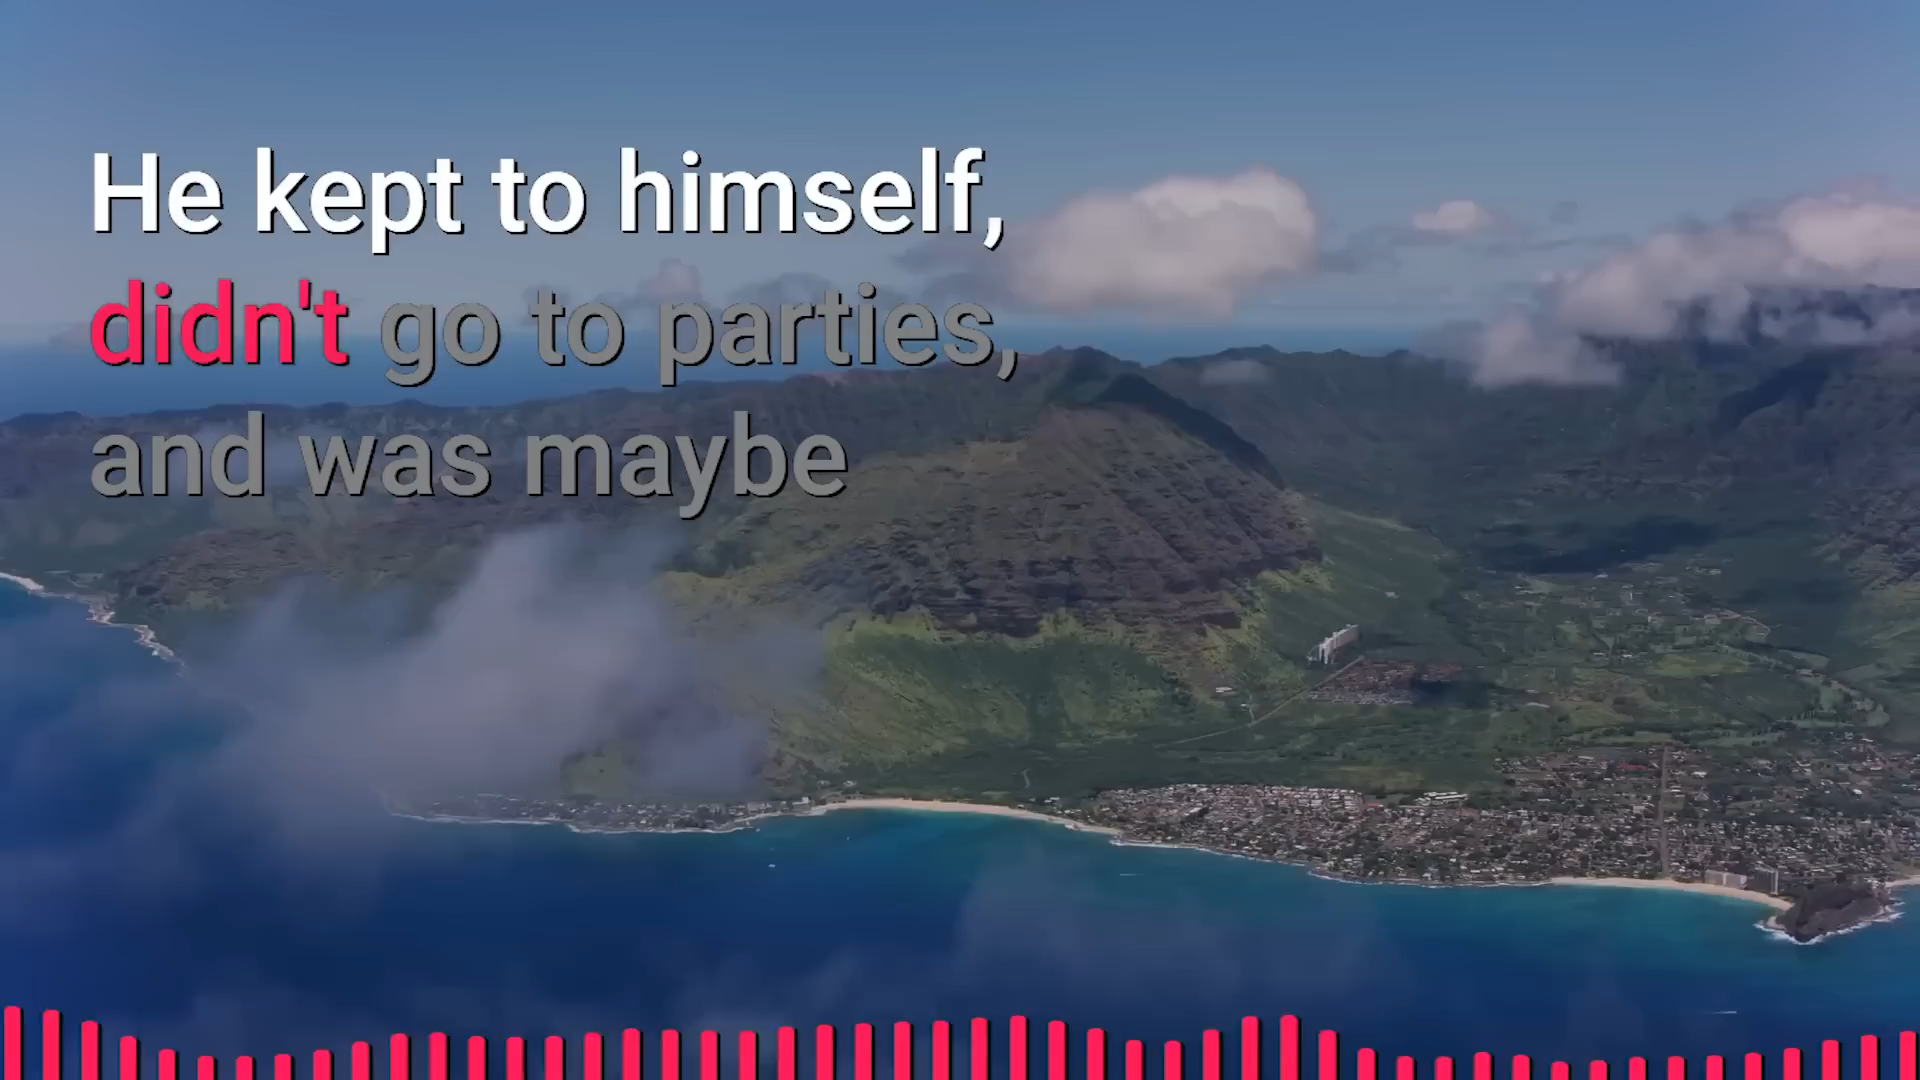 He kept to himself,
didn't go to parties,
and was maybe